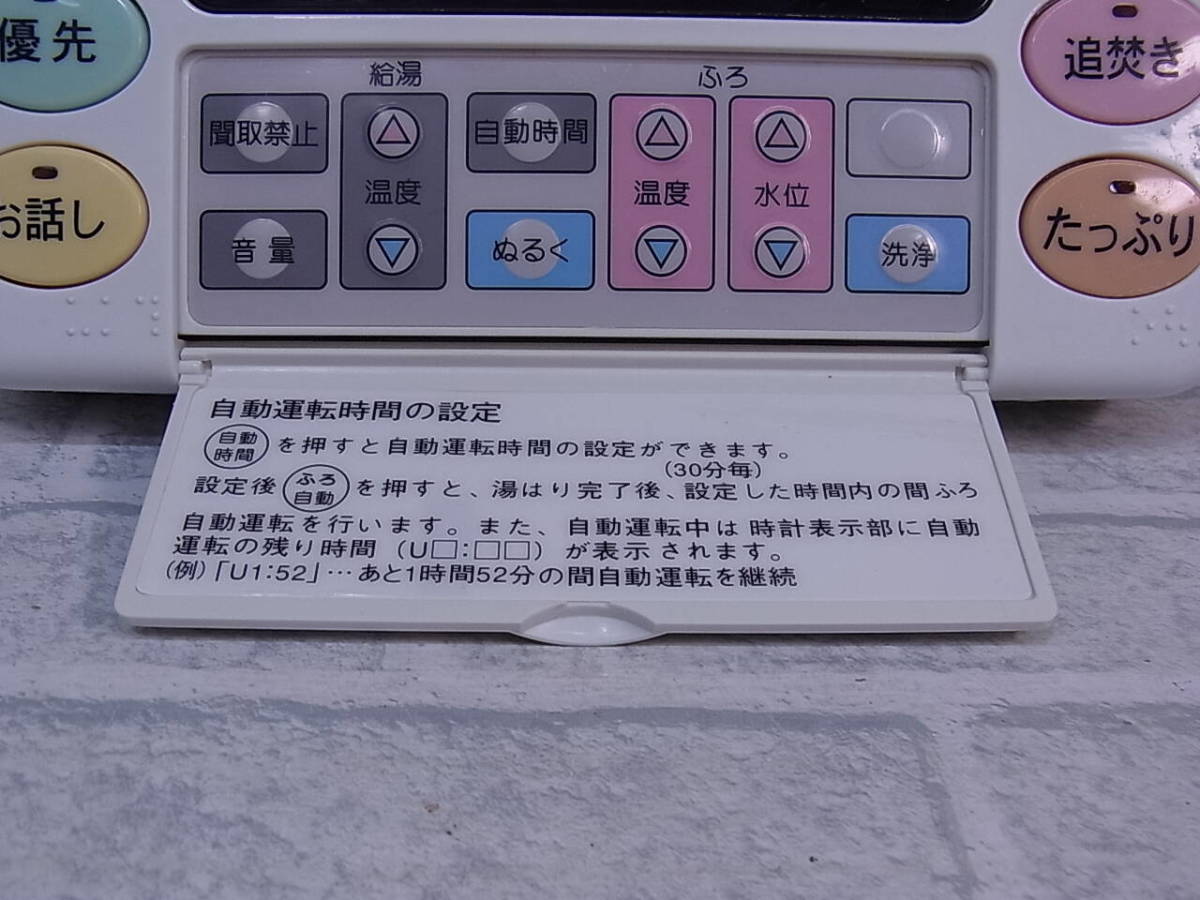 優先
お話し
追焚き
たっぷり
給湯
ふろ
聞取禁止
温度
自動時間
温度
水位
音量
ぬるく
洗浄
自動運転時間の設定
自動時間を押すと自動運転時間の設定ができます。
(30分毎)
設定後ふろ自動を押すと、湯はり完了後、設定した時間内の間ふろ
自動運転を行います。また、自動運転中は時計表示部に自動
運転の残り時間(U□:□□)が表示されます。
(例)「U1:52」…あと1時間52分の間自動運転を継続